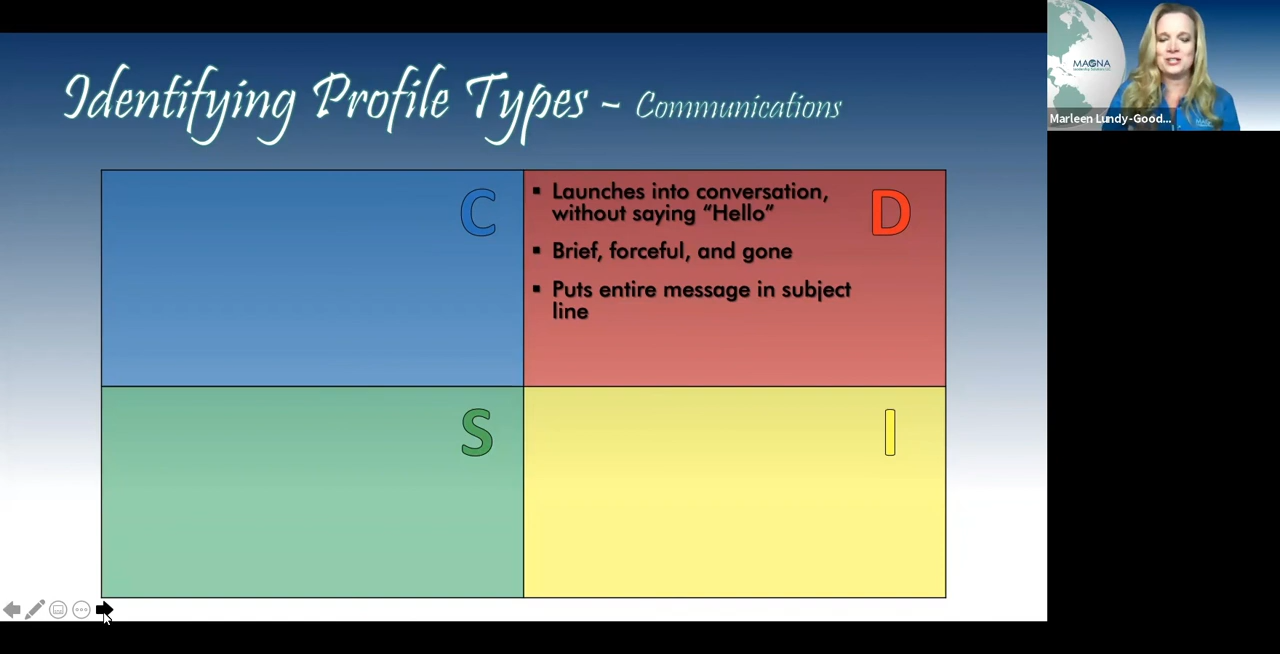 Identifying Profile Types – Communications
C
▪ Launches into conversation,
without saying “Hello”
▪ Brief, forceful, and gone
▪ Puts entire message in subject
line
D
S
I
MAGNA
Marleen Lundy-Good...